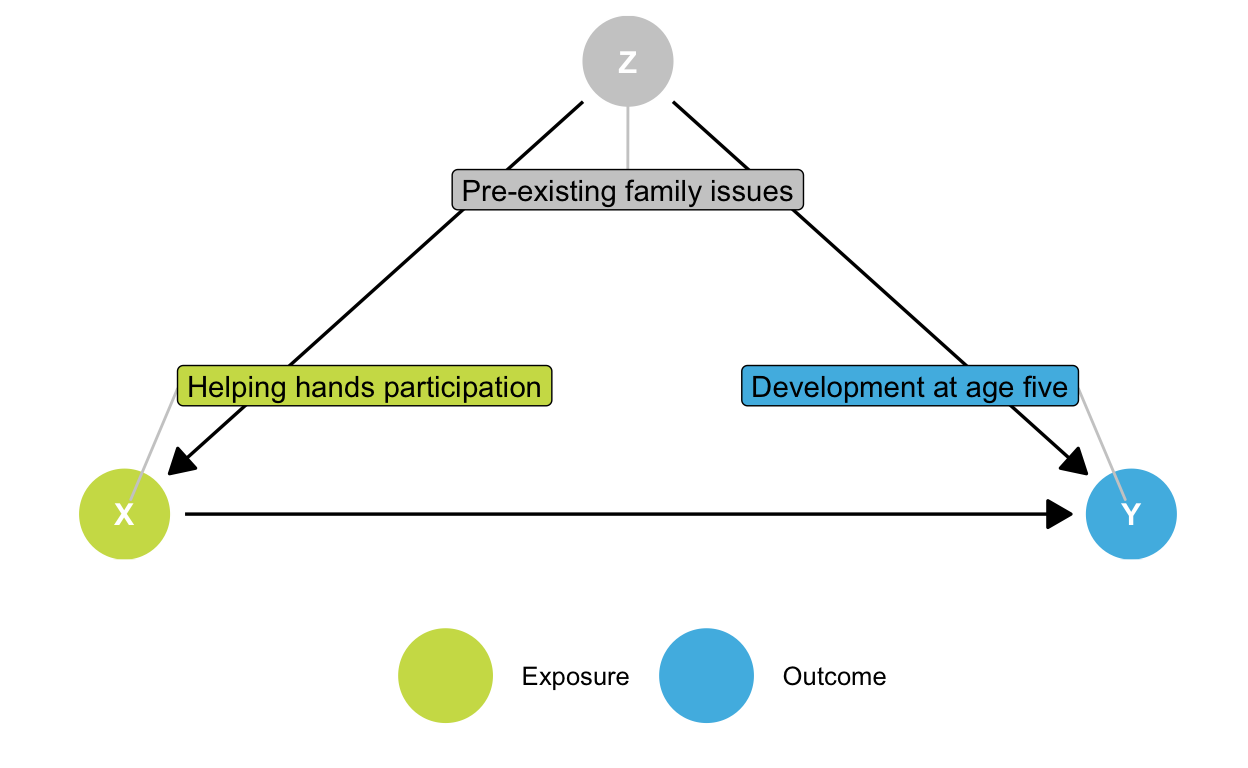 Z
Pre-existing family issues
Helping hands participation
Development at age five
X
Y
Exposure
Outcome